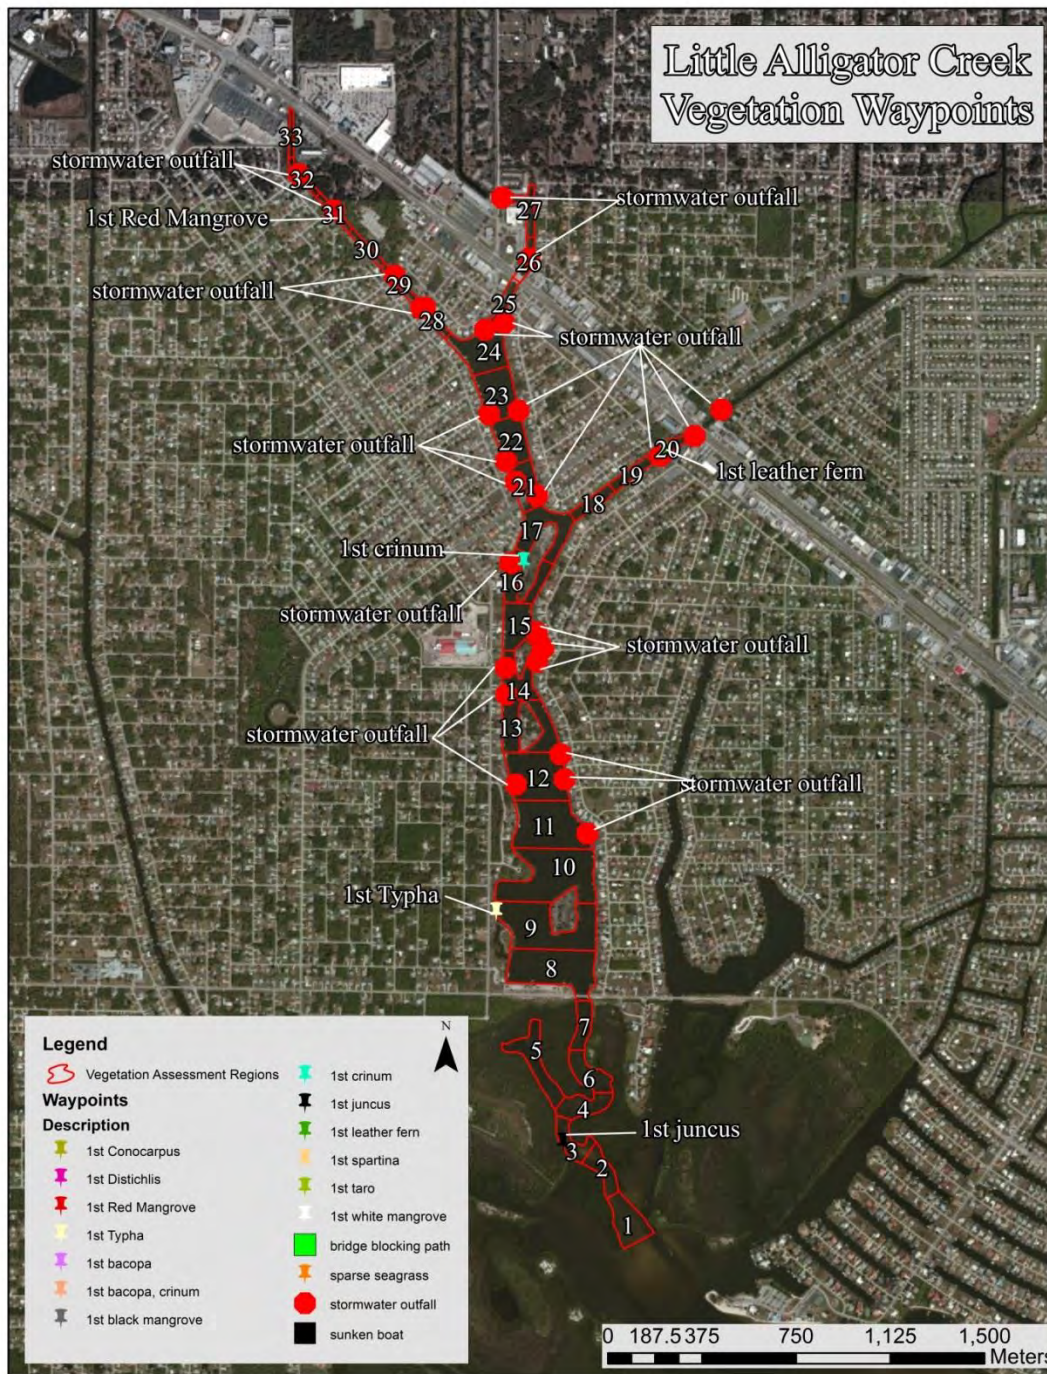 Little Alligator Creek
Vegetation Waypoints
33
stormwater outfall
32
31
1st Red Mangrove
27
stormwater outfall
30
26
29
stormwater outfall
28
25
stormwater outfall
24
23
22
stormwater outfall
20
1st leather fern
19
21
18
17
1st crinum
16
stormwater outfall
15
stormwater outfall
14
13
stormwater outfall
12
stormwater outfall
11
10
1st Typha
9
8
7
5
6
4
1st juncus
3
2
1
Legend
Vegetation Assessment Regions
Waypoints
Description
1st Conocarpus
1st Distichlis
1st Red Mangrove
1st Typha
1st bacopa
1st bacopa, crinum
1st black mangrove
N
1st crinum
1st juncus
1st leather fern
1st spartina
1st taro
1st white mangrove
bridge blocking path
sparse seagrass
stormwater outfall
sunken boat
0 187.5 375 750 1,125 1,500
Meters